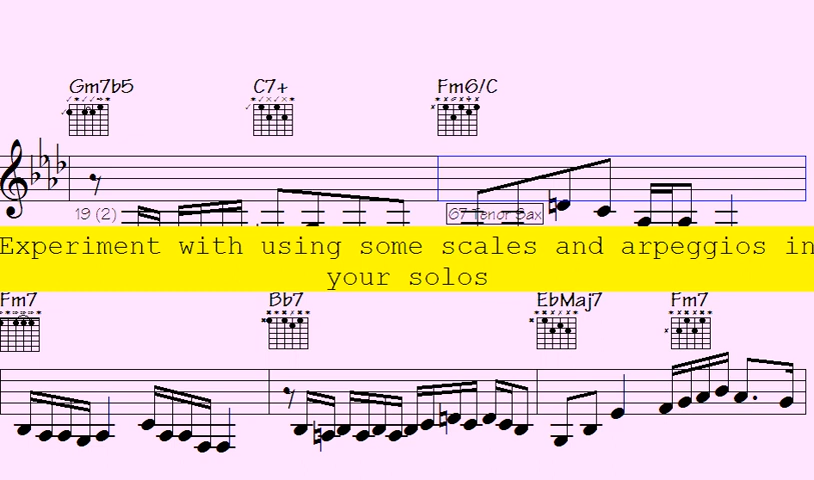 Gm7b5 C7+ Fm6/C
19 (2) 67 Tenor Sax
Experiment with using some scales and arpeggios in
your solos
Fm7 Bb7 EbMaj7 Fm7